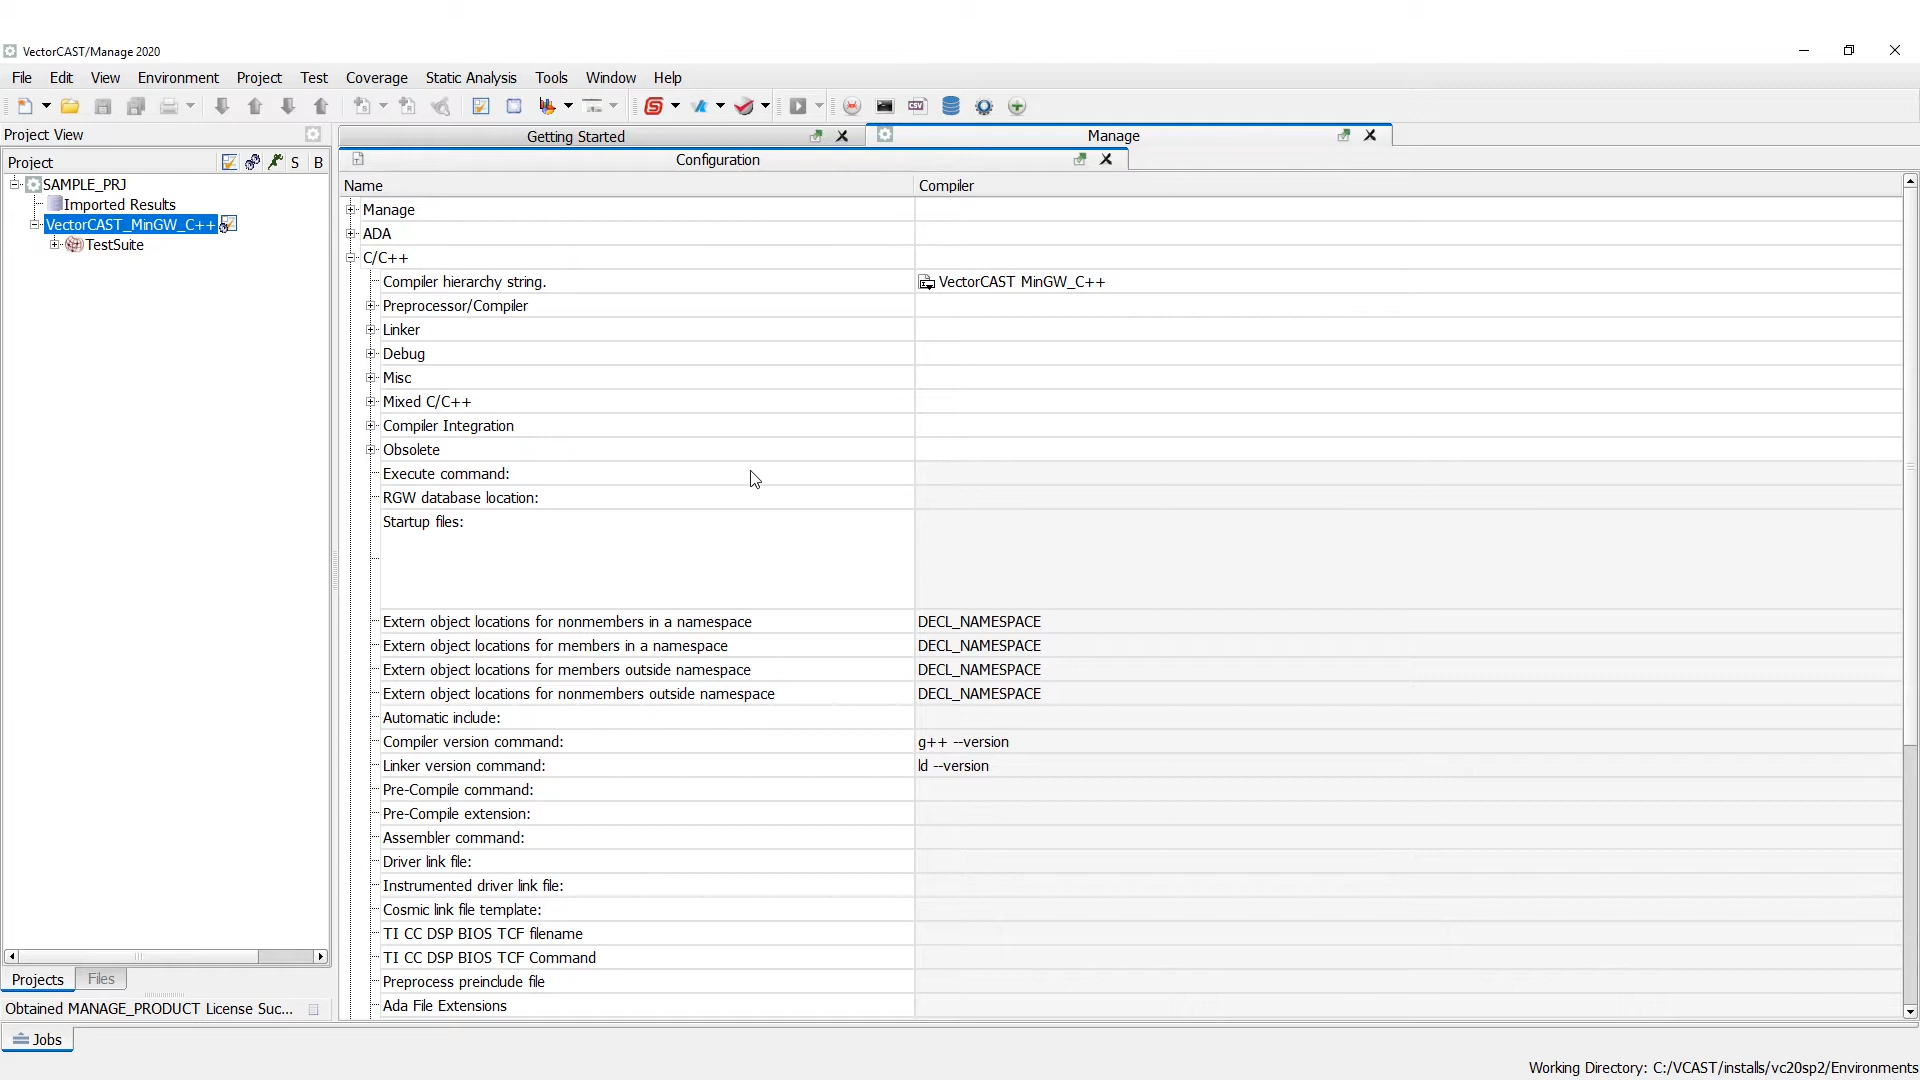 VectorCAST/Manage 2020
File Edit View Environment Project Test Coverage Static Analysis Tools Window Help
Project View
Getting Started
Manage
Project
S
B
Configuration
SAMPLE_PRJ
Imported Results
VectorCAST_MinGW_C++
TestSuite
Name Compiler
Manage
ADA
C/C++
Compiler hierarchy string. VectorCAST MinGW_C++
Preprocessor/Compiler
Linker
Debug
Misc
Mixed C/C++
Compiler Integration
Obsolete
Execute command:
RGW database location:
Startup files:
Extern object locations for nonmembers in a namespace DECL_NAMESPACE
Extern object locations for members in a namespace DECL_NAMESPACE
Extern object locations for members outside namespace DECL_NAMESPACE
Extern object locations for nonmembers outside namespace DECL_NAMESPACE
Automatic include:
Compiler version command: g++ --version
Linker version command: ld --version
Pre-Compile command:
Pre-Compile extension:
Assembler command:
Driver link file:
Instrumented driver link file:
Cosmic link file template:
TI CC DSP BIOS TCF filename
TI CC DSP BIOS TCF Command
Preprocess preinclude file
Ada File Extensions
Projects Files
Obtained MANAGE_PRODUCT License Suc...
Jobs
Working Directory: C:/VCAST/installs/vc20sp2/Environments